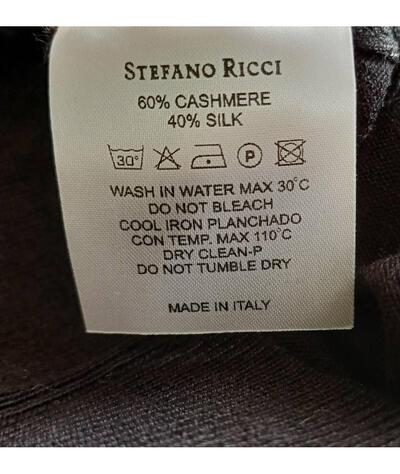 STEFANO RICCI
60% CASHMERE
40% SILK
30° P
WASH IN WATER MAX 30°C
DO NOT BLEACH
COOL IRON PLANCHADO
CON TEMP. MAX 110°C
DRY CLEAN-P
DO NOT TUMBLE DRY
MADE IN ITALY